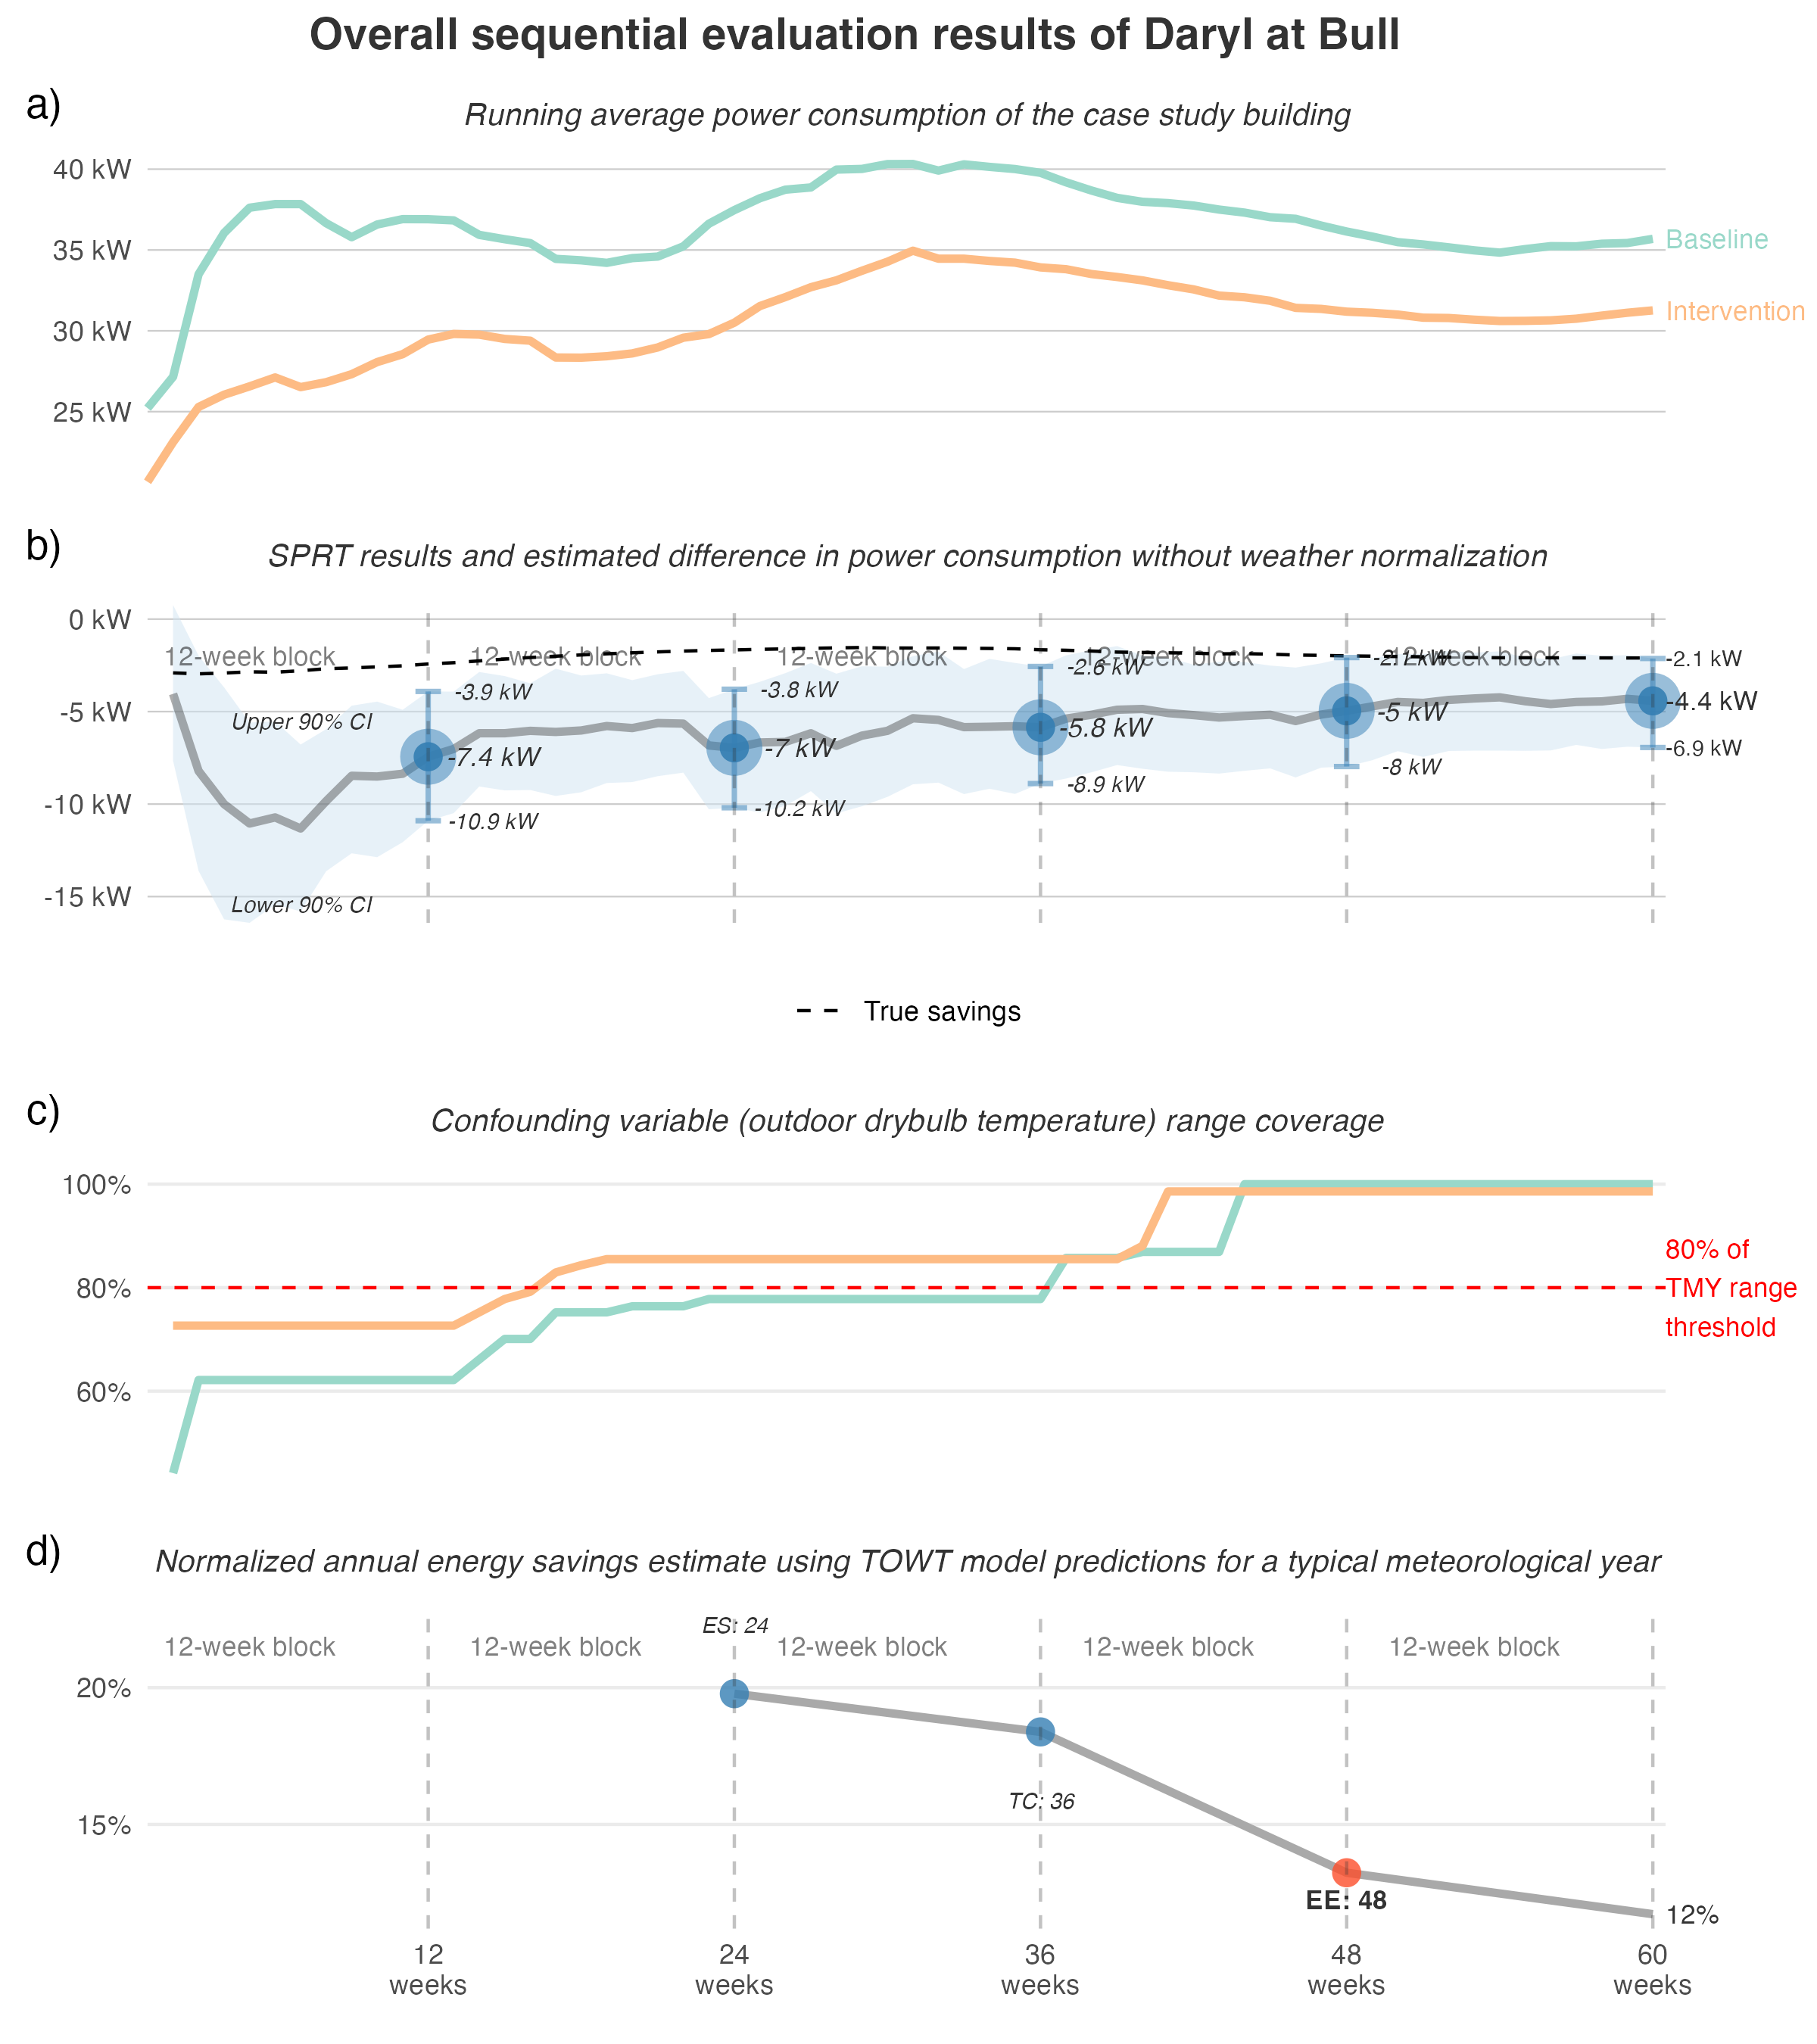 Overall sequential evaluation results of Daryl at Bull
a)
Running average power consumption of the case study building
40 kW
35 kW
30 kW
25 kW
Baseline
Intervention
b)
SPRT results and estimated difference in power consumption without weather normalization
0 kW
-5 kW
-10 kW
-15 kW
12-week block
12-week block
12-week block
12-week block
12-week block
Upper 90% CI
Lower 90% CI
-3.9 kW
-7.4 kW
-10.9 kW
-3.8 kW
-7 kW
-10.2 kW
-2.6 kW
-5.8 kW
-8.9 kW
-2.1 kW
-5 kW
-8 kW
-2.1 kW
-4.4 kW
-6.9 kW
True savings
c)
Confounding variable (outdoor drybulb temperature) range coverage
100%
80%
60%
80% of
TMY range
threshold
d)
Normalized annual energy savings estimate using TOWT model predictions for a typical meteorological year
ES: 24
12-week block
12-week block
12-week block
12-week block
12-week block
20%
15%
TC: 36
EE: 48
12%
12
weeks
24
weeks
36
weeks
48
weeks
60
weeks